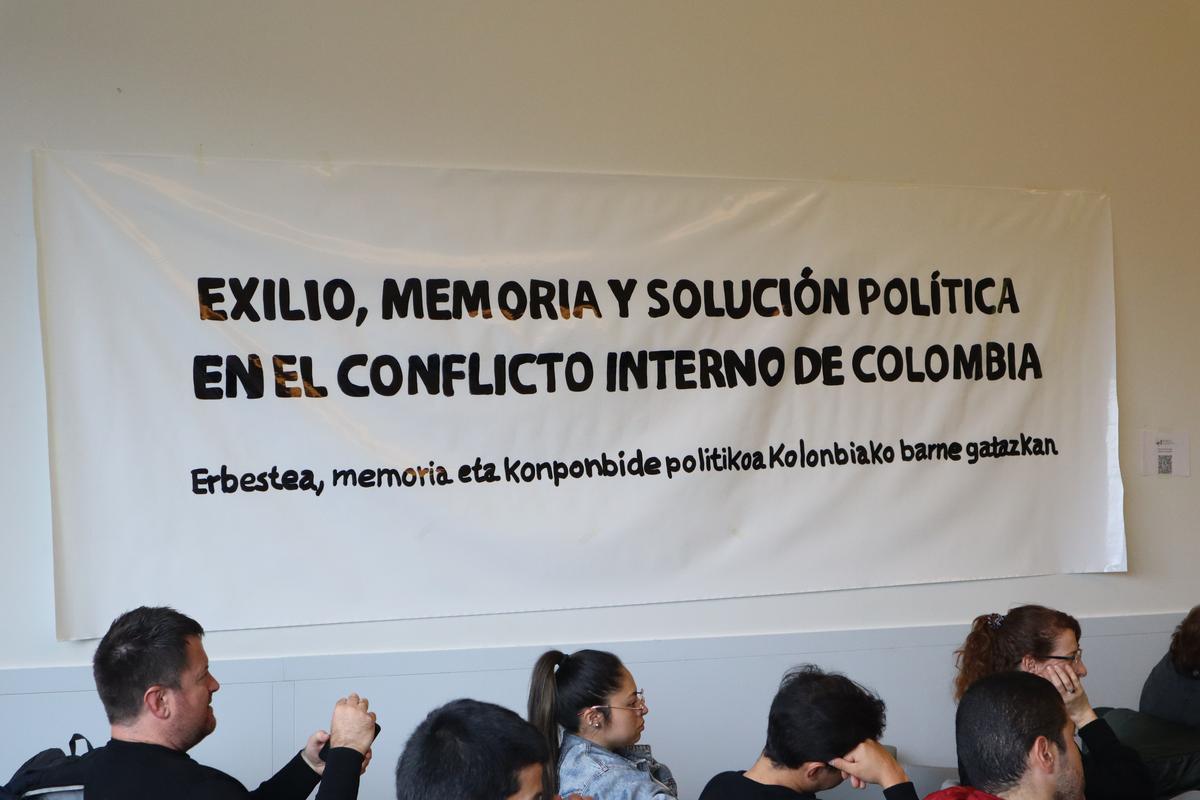 EXILIO, MEMORIA Y SOLUCIÓN POLÍTICA
EN EL CONFLICTO INTERNO DE COLOMBIA
Erbestea, memoria eta konponbide politikoa Kolonbiako barne gatazkan